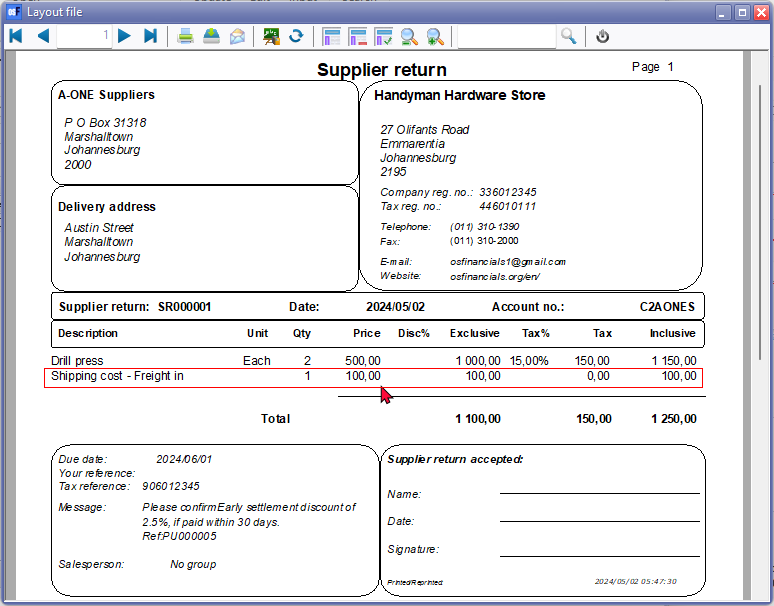 Layout file
1
Supplier return
Page 1
A-ONE Suppliers
P O Box 31318
Marshalltown
Johannesburg
2000
Handyman Hardware Store
27 Olifants Road
Emmarentia
Johannesburg
2195
Company reg. no.: 336012345
Tax reg. no.: 446010111
Telephone: (011) 310-1390
Fax: (011) 310-2000
E-mail: osfinancials1@gmail.com
Website: osfinancials.org/en/
Delivery address
Austin Street
Marshalltown
Johannesburg
Supplier return: SR000001 Date: 2024/05/02 Account no.: C2AONES
Description Unit Qty Price Disc% Exclusive Tax% Tax Inclusive
Drill press Each 2 500,00 1 000,00 15,00% 150,00 1 150,00
Shipping cost - Freight in 1 100,00 100,00 0,00 100,00
Total 1 100,00 150,00 1 250,00
Due date: 2024/06/01
Your reference:
Tax reference: 906012345
Message: Please confirmEarly settlement discount of
2.5%, if paid within 30 days.
Ref:PU000005
Salesperson: No group
Supplier return accepted:
Name:
Date:
Signature:
Printed/Reprinted: 2024/05/02 05:47:30